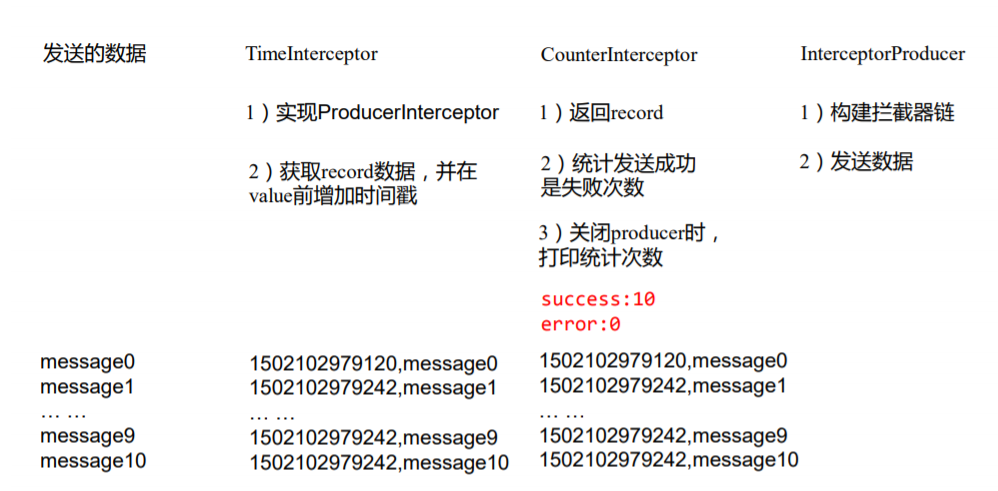 发送的数据
TimeInterceptor
CounterInterceptor
InterceptorProducer
1）实现ProducerInterceptor
2）获取record数据，并在
value前增加时间戳
1）返回record
2）统计发送成功
是失败次数
3）关闭producer时，
打印统计次数
success:10
error:0
1）构建拦截器链
2）发送数据
message0
message1
… …
message9
message10
1502102979120,message0
1502102979242,message1
… …
1502102979242,message9
1502102979242,message10
1502102979120,message0
1502102979242,message1
… …
1502102979242,message9
1502102979242,message10